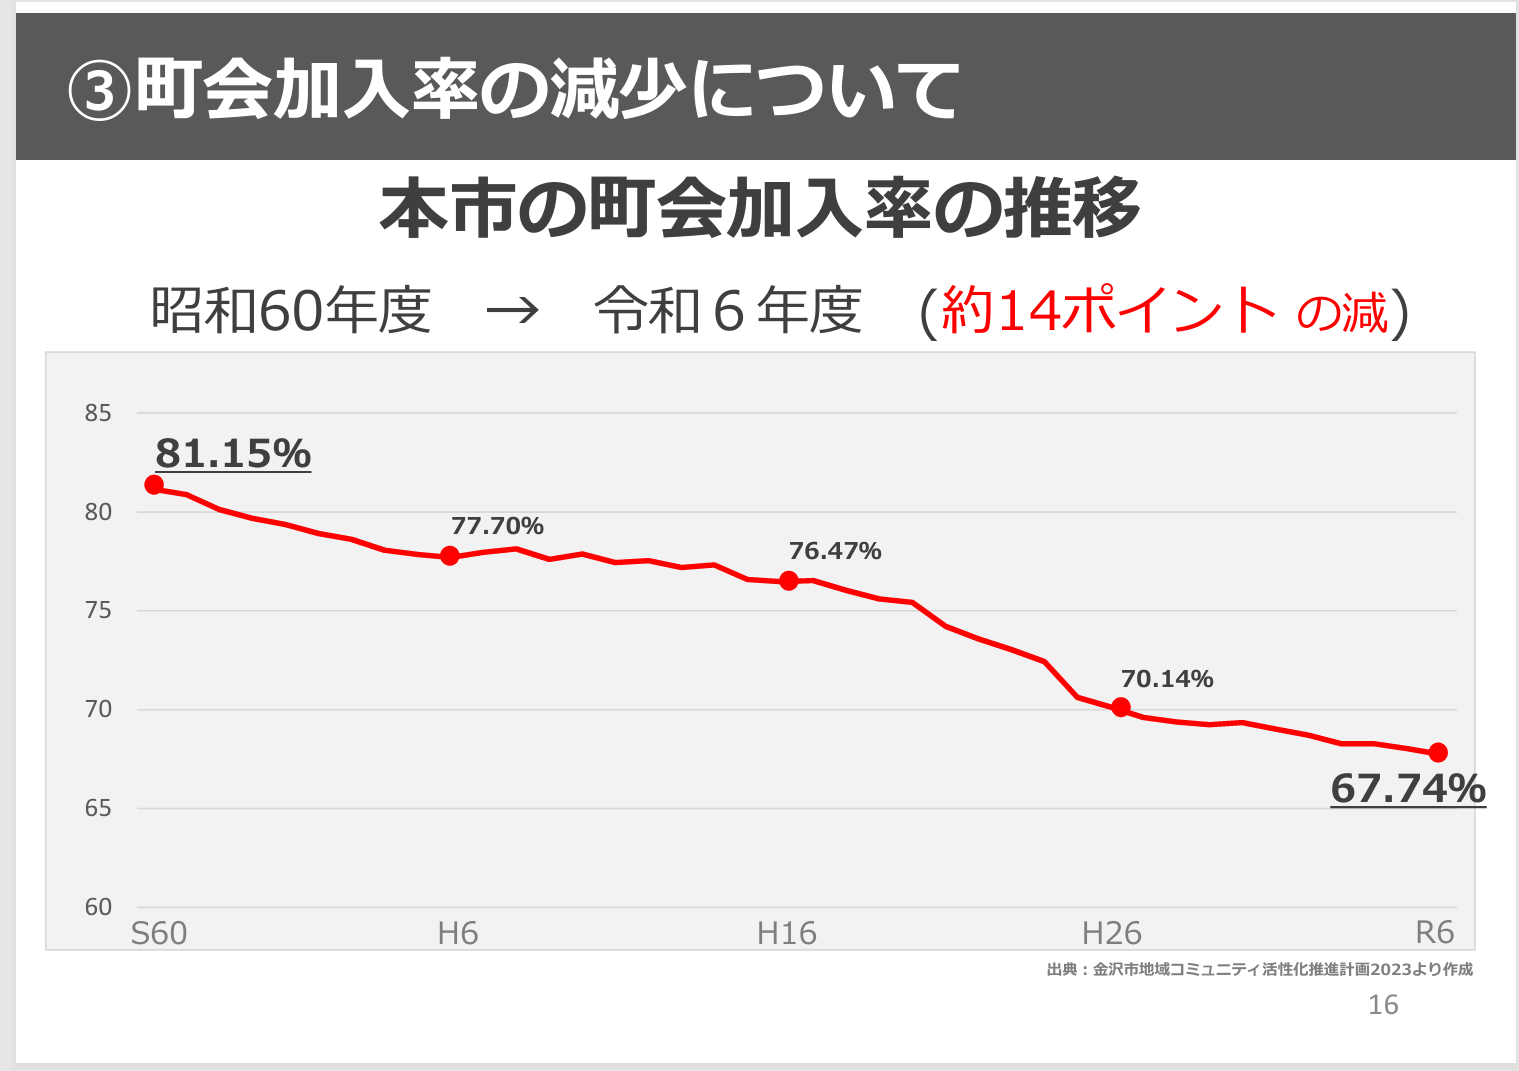 ③町会加入率の減少について
本市の町会加入率の推移
昭和60年度　→　令和６年度　(約14ポイント の減)
85
81.15%
80
77.70%
76.47%
75
70.14%
70
67.74%
65
60
S60 H6 H16 H26 R6
出典：金沢市地域コミュニティ活性化推進計画2023より作成
16